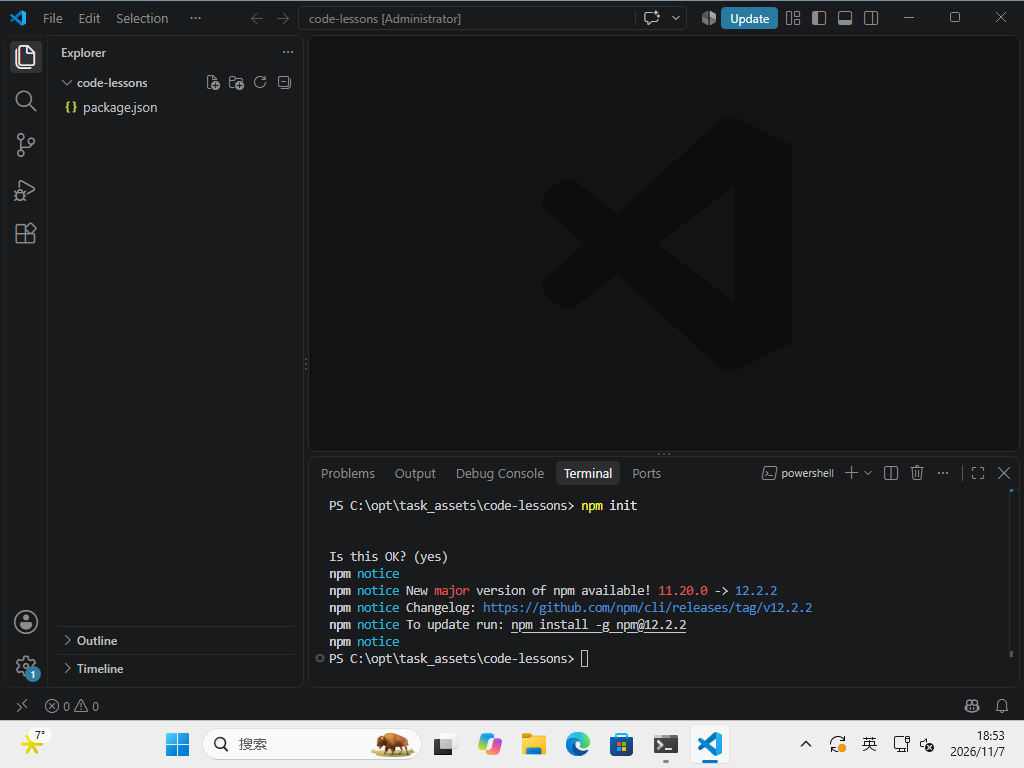 File Edit Selection ···
code-lessons [Administrator]
Update
Explorer
code-lessons
package.json
Outline
Timeline
Problems Output Debug Console Terminal Ports
powershell
PS C:\opt\task_assets\code-lessons> npm init
Is this OK? (yes)
npm notice
npm notice New major version of npm available! 11.20.0 -> 12.2.2
npm notice Changelog: https://github.com/npm/cli/releases/tag/v12.2.2
npm notice To update run: npm install -g npm@12.2.2
npm notice
PS C:\opt\task_assets\code-lessons>
1
0 0
7°
搜索
英
18:53
2026/11/7